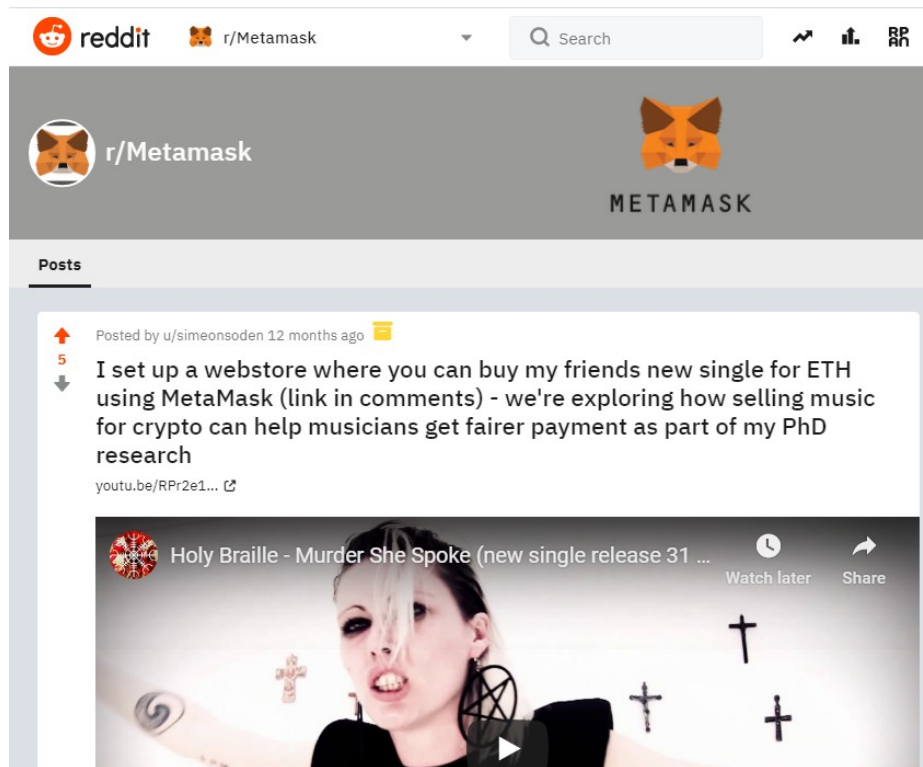 reddit
r/Metamask
Search
RPAN
r/Metamask
METAMASK
Posts
Posted by u/simeonsoden 12 months ago
5
I set up a webstore where you can buy my friends new single for ETH
using MetaMask (link in comments) - we're exploring how selling music
for crypto can help musicians get fairer payment as part of my PhD
research
youtu.be/RPr2e1...
Holy Braille - Murder She Spoke (new single release 31 ...
Watch later
Share